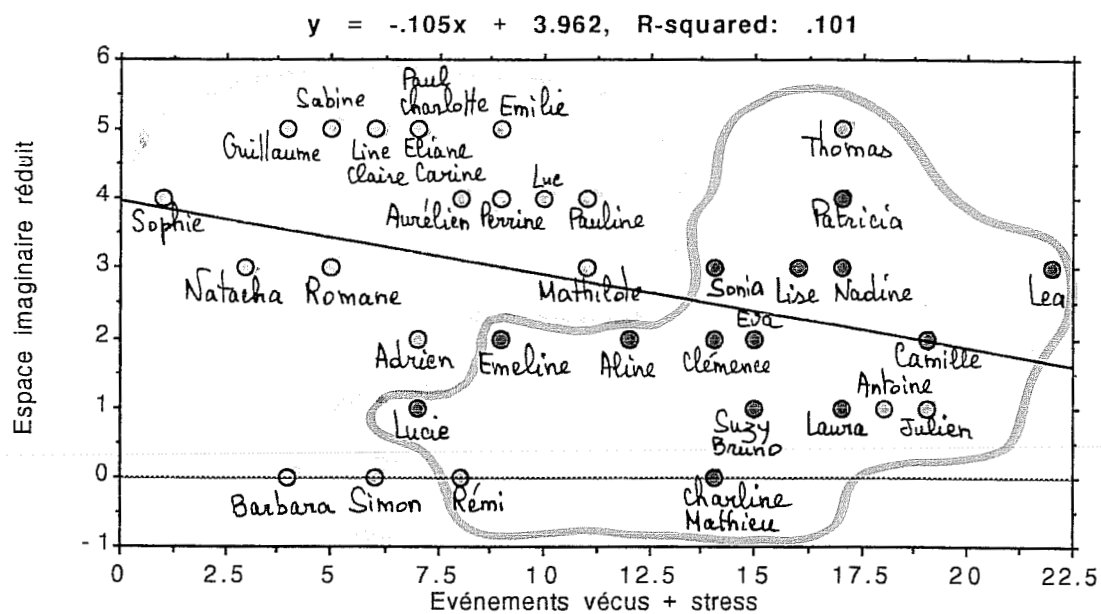 y = -.105x + 3.962, R-squared: .101
Espace imaginaire réduit
6
5
4
3
2
1
0
-1
Paul
Sabine Charlotte Emilie
Guillaume Line Eliane Thomas
Claire Carine
Luc
Sophie Aurélien Perrine Pauline Patricia
Natacha Romane Mathilde Sonia Lise Nadine Lea
Eva
Adrien Emeline Aline Clémence Camille
Antoine
Lucie Suzy Laura Julien
Bruno
Barbara Simon Rémi Charline
Mathieu
0 2.5 5 7.5 10 12.5 15 17.5 20 22.5
Evénements vécus + stress